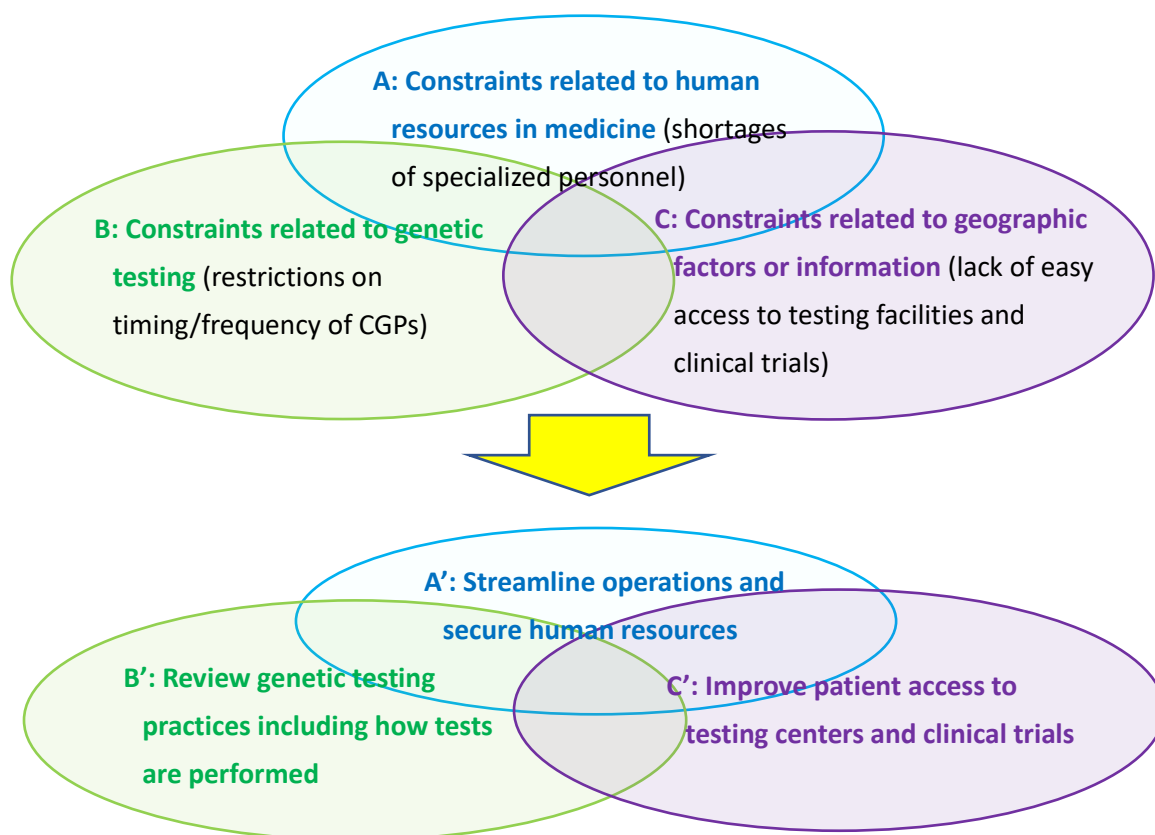 A: Constraints related to human
resources in medicine (shortages
of specialized personnel)
B: Constraints related to genetic
testing (restrictions on
timing/frequency of CGPs)
C: Constraints related to geographic
factors or information (lack of easy
access to testing facilities and
clinical trials)
A’: Streamline operations and
secure human resources
B’: Review genetic testing
practices including how tests
are performed
C’: Improve patient access to
testing centers and clinical trials